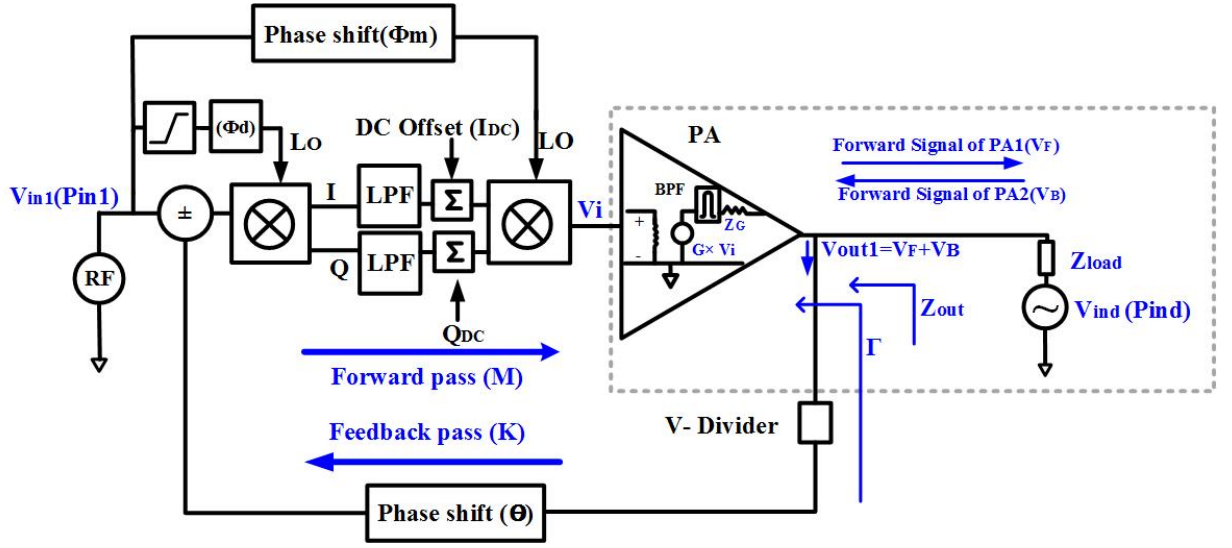 Phase shift(Φm)
(Φd)
LO
DC Offset (IDC)
LO
PA
Forward Signal of PA1(VF)
Forward Signal of PA2(VB)
Vin1(Pin1)
±
I
LPF
Σ
Vi
BPF
+
-
ZG
G× Vi
Vout1=VF+VB
Zload
RF
Q
LPF
Σ
QDC
Zout
Vind (Pind)
Γ
Forward pass (M)
V- Divider
Feedback pass (K)
Phase shift (Θ)